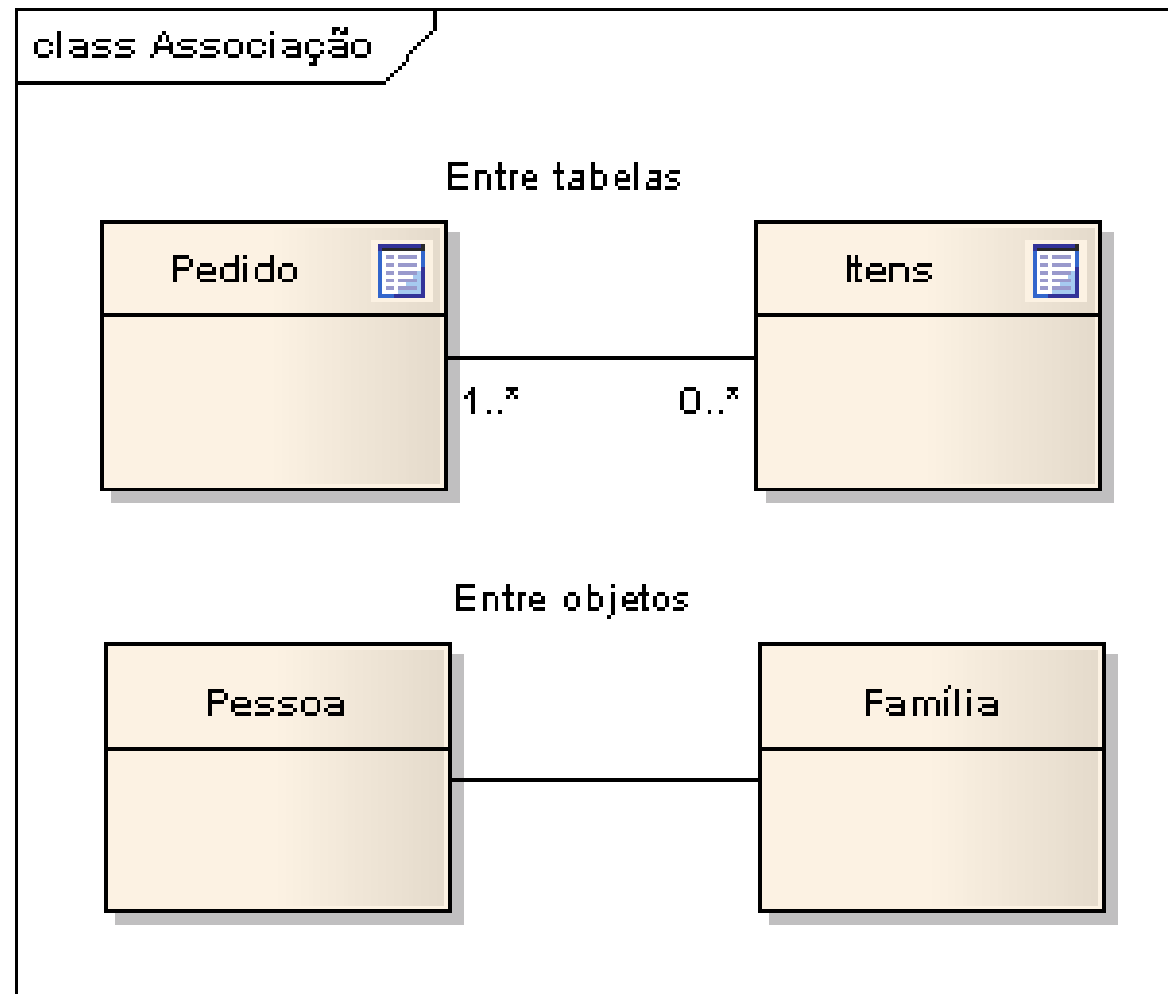 class Associação
Entre tabelas
Pedido
Itens
1..*
0..*
Entre objetos
Pessoa
Família